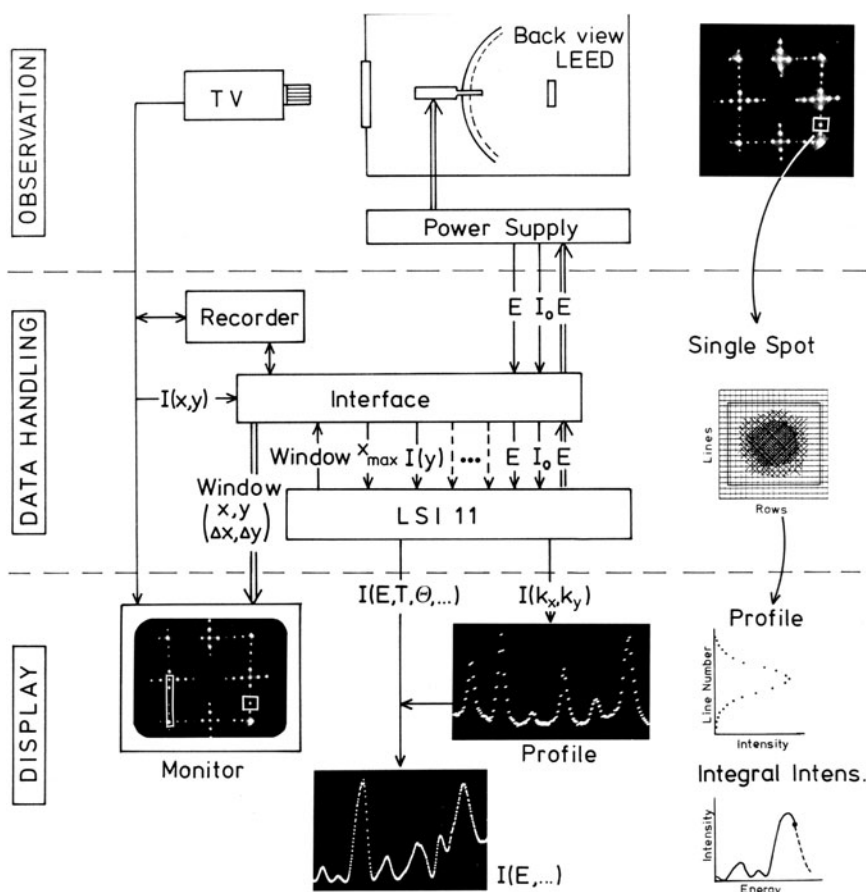 OBSERVATION
TV
Back view
LEED
Power Supply
E I₀ E
DATA HANDLING
Recorder
I(x,y)
Interface
Window x_max I(y) ... E I₀ E
Window
x,y
(Δx,Δy)
LSI 11
Single Spot
Lines
Rows
DISPLAY
I(E,T,Θ,...)
I(kₓ,k_y)
Monitor
Profile
I(E,...)
Profile
Line Number
Intensity
Integral Intens.
Intensity
Energy